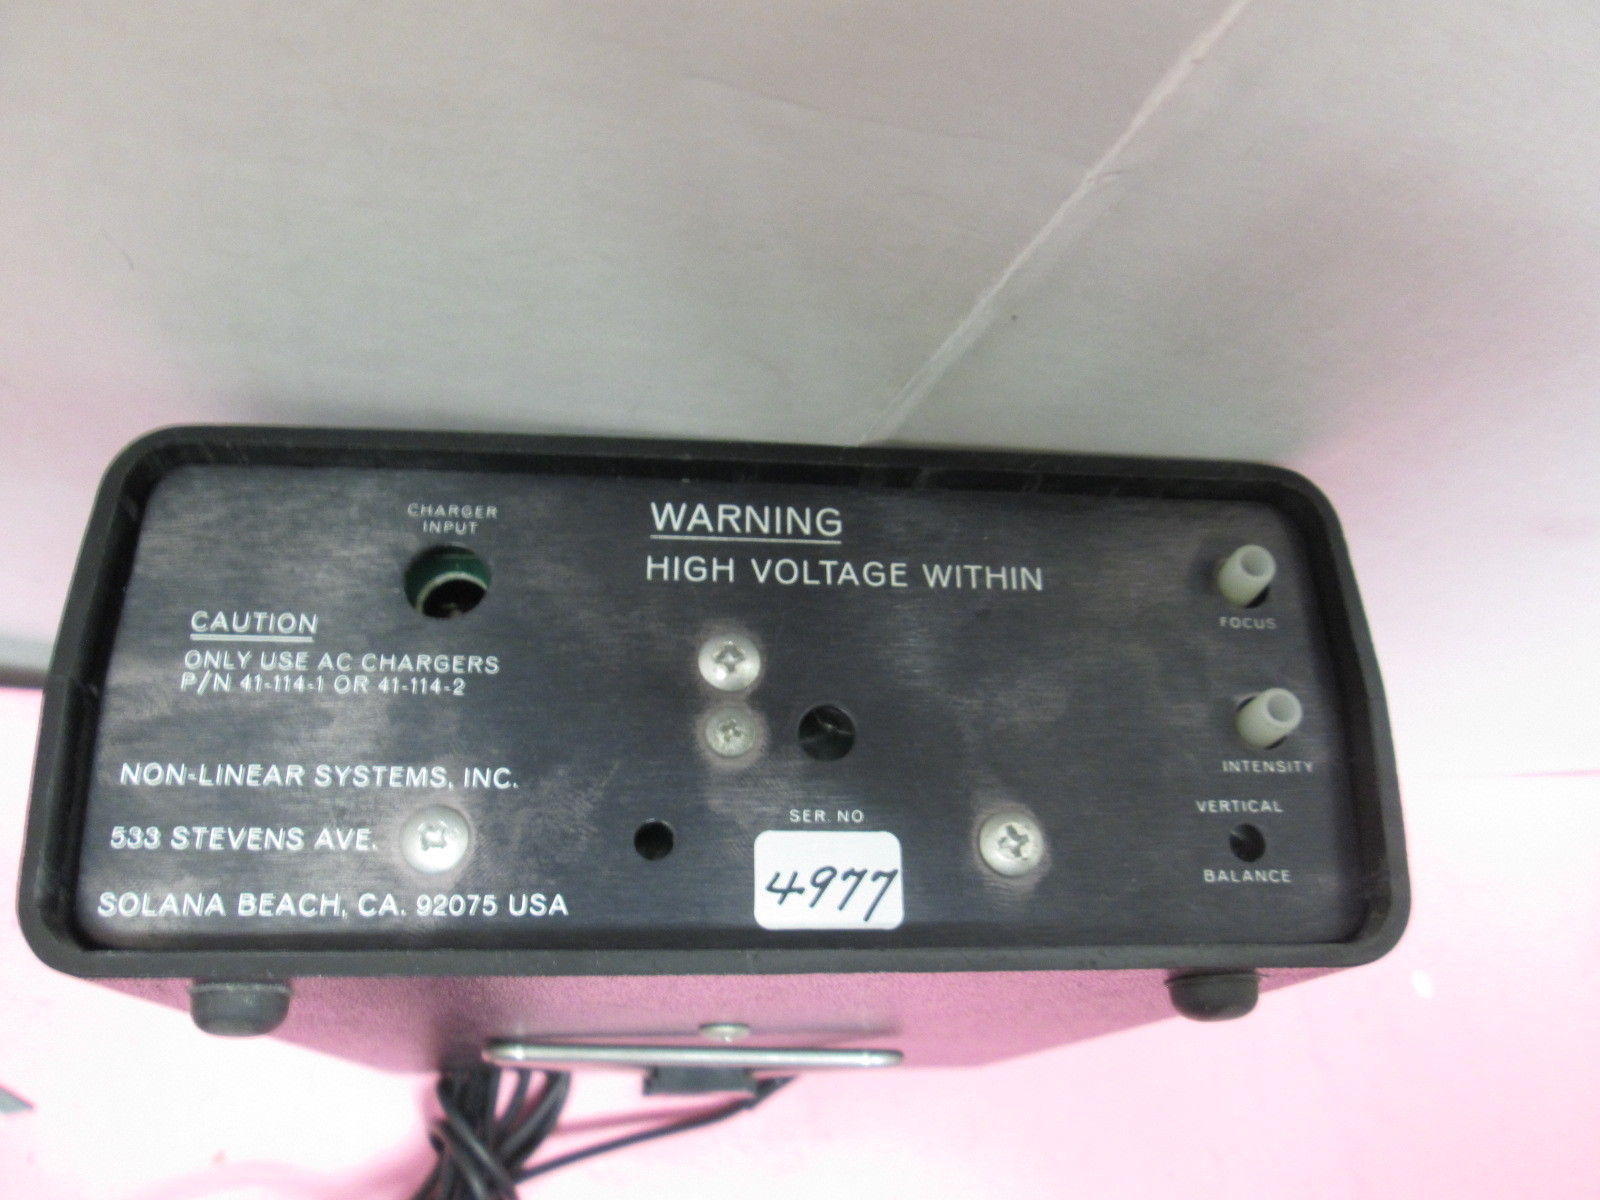 CHARGER
INPUT
WARNING
HIGH VOLTAGE WITHIN
CAUTION
ONLY USE AC CHARGERS
P/N 41-114-1 OR 41-114-2
NON-LINEAR SYSTEMS, INC.
533 STEVENS AVE.
SOLANA BEACH, CA. 92075 USA
SER. NO
4977
FOCUS
INTENSITY
VERTICAL
BALANCE